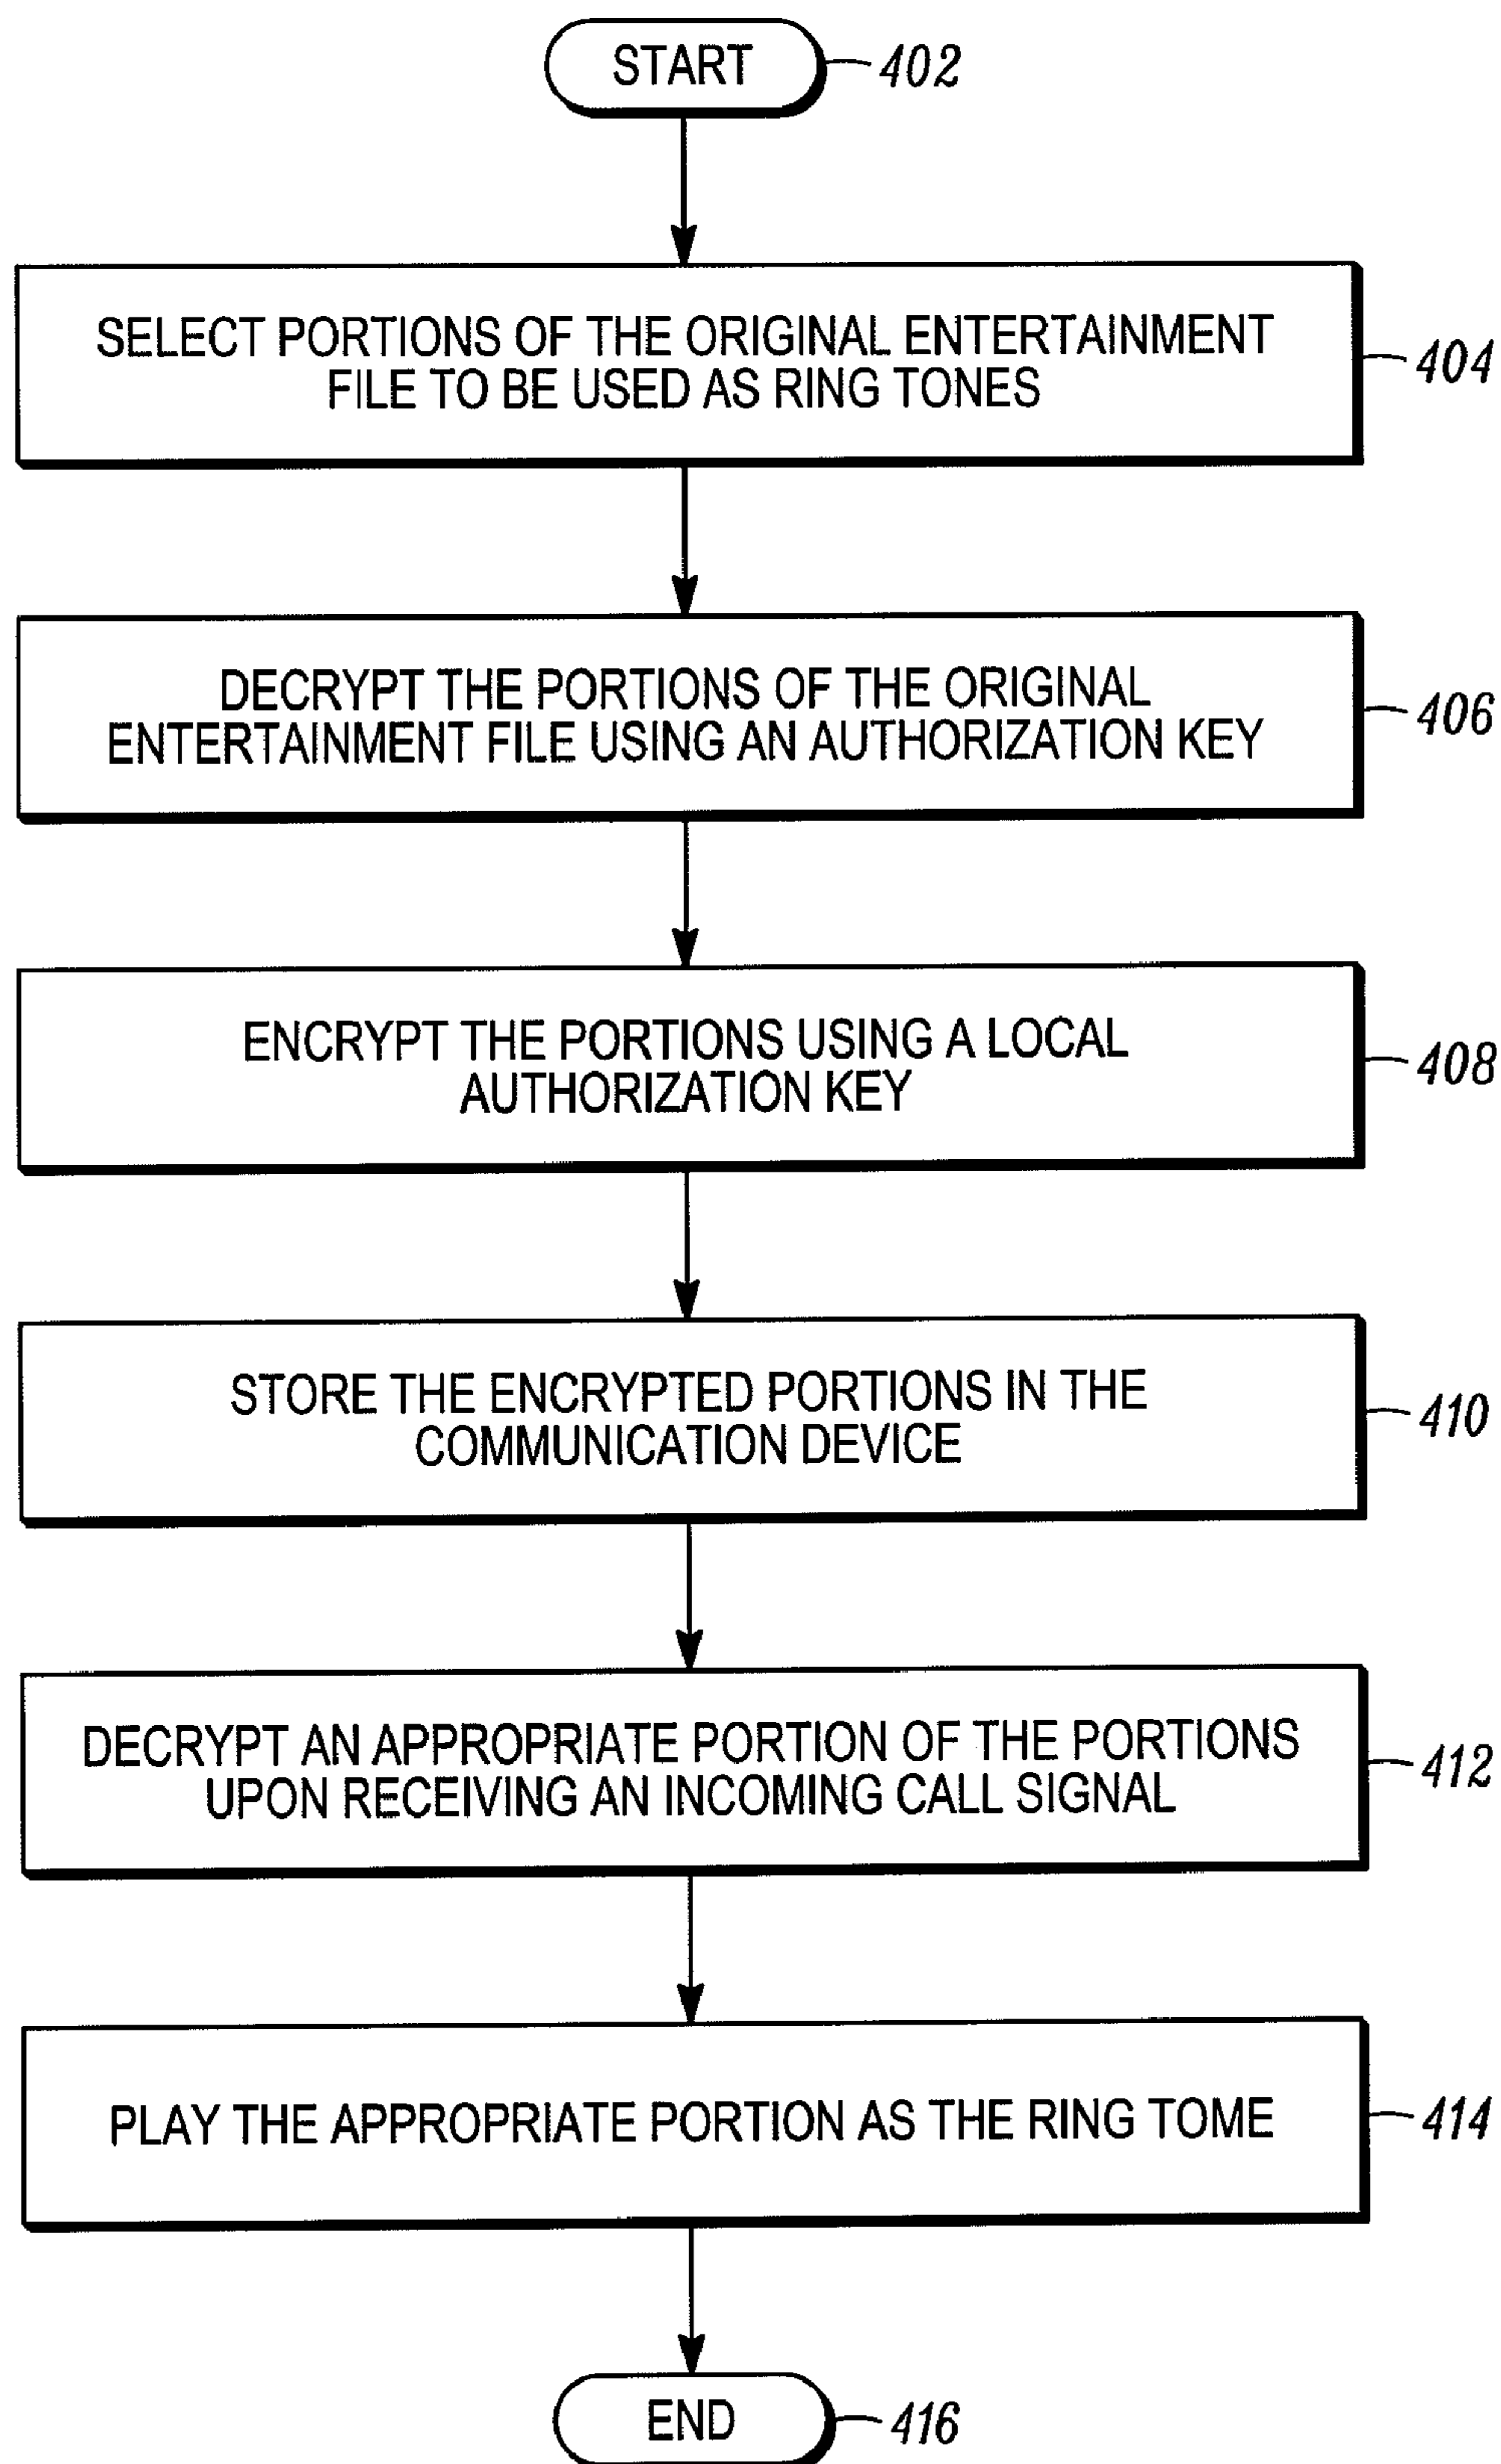 START
402
SELECT PORTIONS OF THE ORIGINAL ENTERTAINMENT
FILE TO BE USED AS RING TONES
404
DECRYPT THE PORTIONS OF THE ORIGINAL
ENTERTAINMENT FILE USING AN AUTHORIZATION KEY
406
ENCRYPT THE PORTIONS USING A LOCAL
AUTHORIZATION KEY
408
STORE THE ENCRYPTED PORTIONS IN THE
COMMUNICATION DEVICE
410
DECRYPT AN APPROPRIATE PORTION OF THE PORTIONS
UPON RECEIVING AN INCOMING CALL SIGNAL
412
PLAY THE APPROPRIATE PORTION AS THE RING TOME
414
END
416